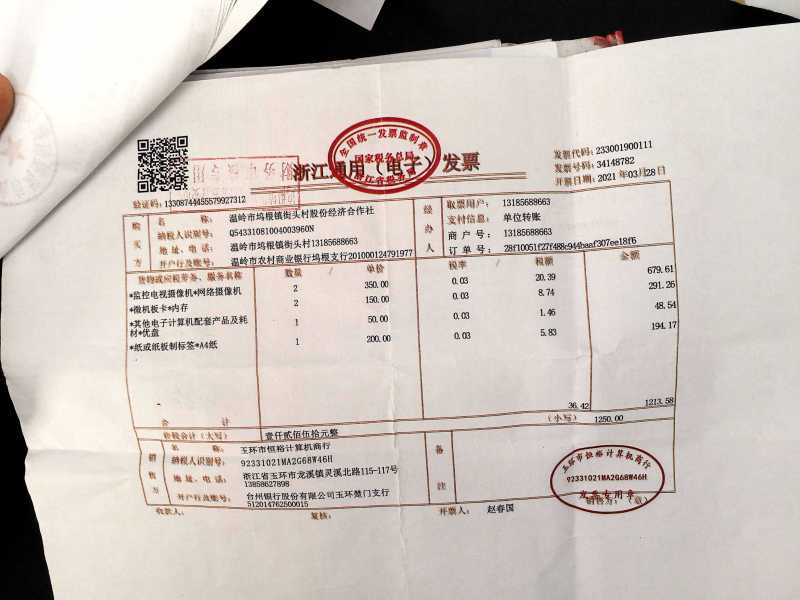 全国统一发票监制章
国家税务总局
浙江省税务局
浙江通用（电子）发票
发票代码：233001900111
发票号码：34148782
开票日期：2021 年03月28日
验证码：13308744455579927312
购买方
名 称： 温岭市坞根镇街头村股份经济合作社
纳税人识别号： Q54331081004003960N
地 址、电话： 温岭市坞根镇街头村13185688663
开户行及账号： 温岭市农村商业银行坞根支行201000124791977
经办人
取票用户： 13185688663
支付信息： 单位转账
商 户 号： 13185688663
订 单 号： 28f10051f27f488c944baaf307ee18f6
货物或应税劳务、服务名称 数量 单价 税率 税额 金额
*监控电视摄像机*网络摄像机 2 350.00 0.03 20.39 679.61
*微机板卡*内存 2 150.00 0.03 8.74 291.26
*其他电子计算机配套产品及耗 1 50.00 0.03 1.46 48.54
材*优盘
*纸或纸板制标签*A4纸 1 200.00 0.03 5.83 194.17
合 计 36.42 1213.58
价税合计（大写） 壹仟贰佰伍拾元整 （小写） 1250.00
销售方
名 称： 玉环市恒裕计算机商行
纳税人识别号： 92331021MA2G68W46H
地 址、电话： 浙江省玉环市龙溪镇灵溪北路115-117号
13858627898
开户行及账号： 台州银行股份有限公司玉环楚门支行
512014762500015
备注
玉环市恒裕计算机商行
92331021MA2G68W46H
发票专用章
销售方：（章）
收款人： 复核： 开票人： 赵春国